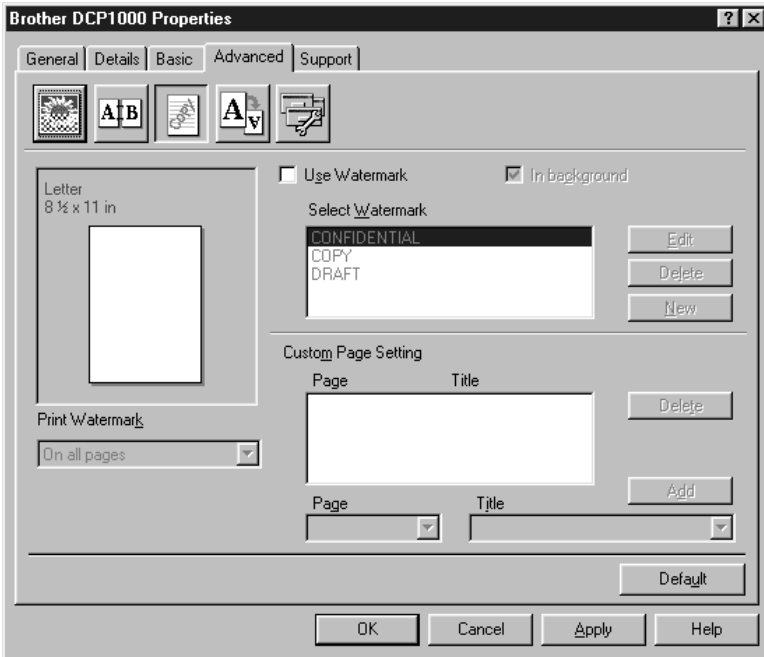 Brother DCP1000 Properties
General Details Basic Advanced Support
A B COPY A A
Letter
8 ½ x 11 in
Use Watermark In background
Select Watermark
CONFIDENTIAL
COPY
DRAFT
Edit
Delete
New
Custom Page Setting
Page Title
Delete
Print Watermark
On all pages
Add
Page Title
Default
OK Cancel Apply Help